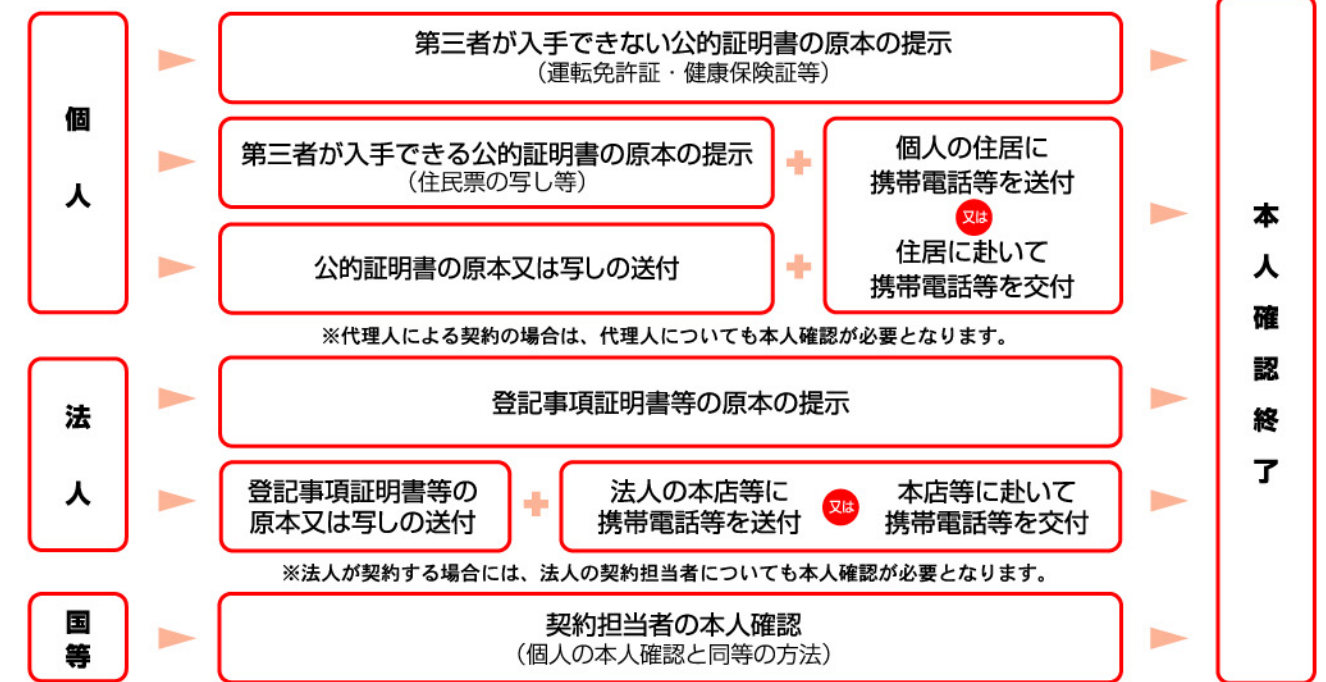 個人
第三者が入手できない公的証明書の原本の提示
（運転免許証・健康保険証等）
第三者が入手できる公的証明書の原本の提示
（住民票の写し等）
公的証明書の原本又は写しの送付
個人の住居に
携帯電話等を送付
又は
住居に赴いて
携帯電話等を交付
※代理人による契約の場合は、代理人についても本人確認が必要となります。
法人
登記事項証明書等の原本の提示
登記事項証明書等の
原本又は写しの送付
法人の本店等に
携帯電話等を送付
又は
本店等に赴いて
携帯電話等を交付
※法人が契約する場合には、法人の契約担当者についても本人確認が必要となります。
国等
契約担当者の本人確認
（個人の本人確認と同等の方法）
本人確認終了